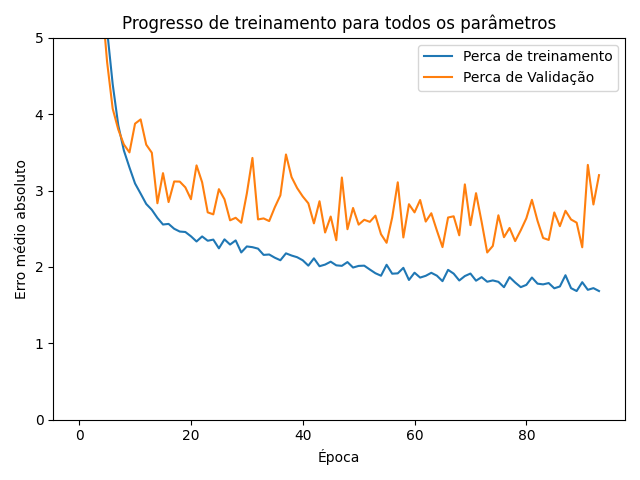 Progresso de treinamento para todos os parâmetros
Perca de treinamento
Perca de Validação
Erro médio absoluto
5
4
3
2
1
0
0 20 40 60 80
Época